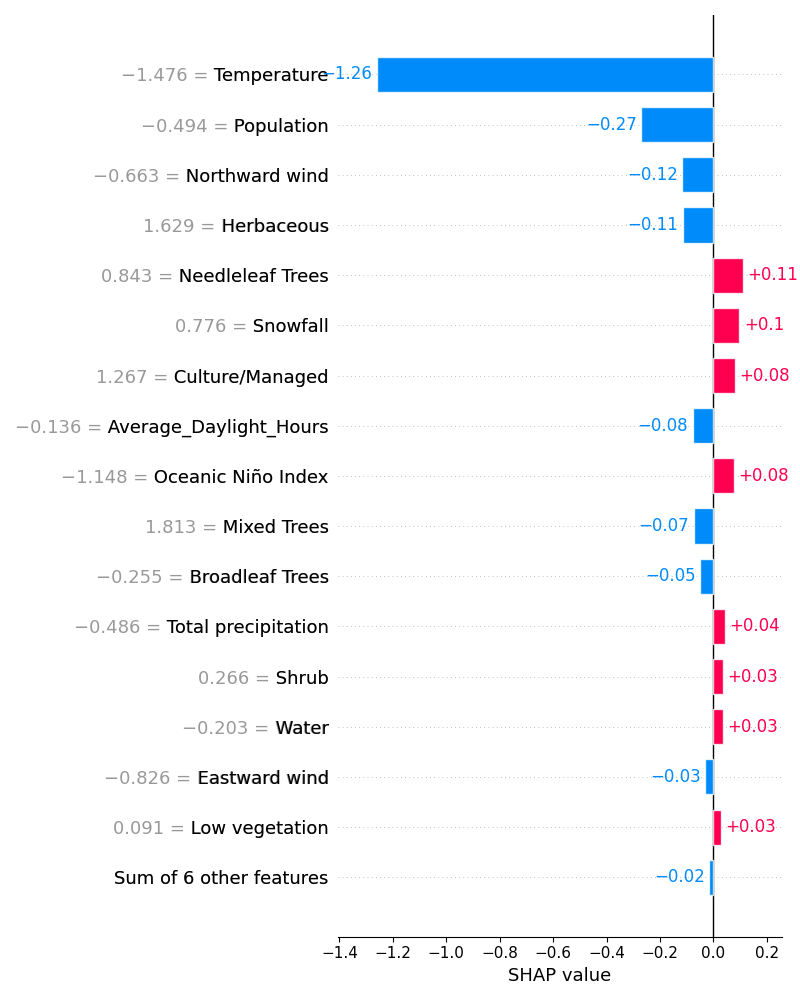 −1.476 = Temperature −1.26
−0.494 = Population −0.27
−0.663 = Northward wind −0.12
1.629 = Herbaceous −0.11
0.843 = Needleleaf Trees +0.11
0.776 = Snowfall +0.1
1.267 = Culture/Managed +0.08
−0.136 = Average_Daylight_Hours −0.08
−1.148 = Oceanic Niño Index +0.08
1.813 = Mixed Trees −0.07
−0.255 = Broadleaf Trees −0.05
−0.486 = Total precipitation +0.04
0.266 = Shrub +0.03
−0.203 = Water +0.03
−0.826 = Eastward wind −0.03
0.091 = Low vegetation +0.03
Sum of 6 other features −0.02
−1.4 −1.2 −1.0 −0.8 −0.6 −0.4 −0.2 0.0 0.2
SHAP value